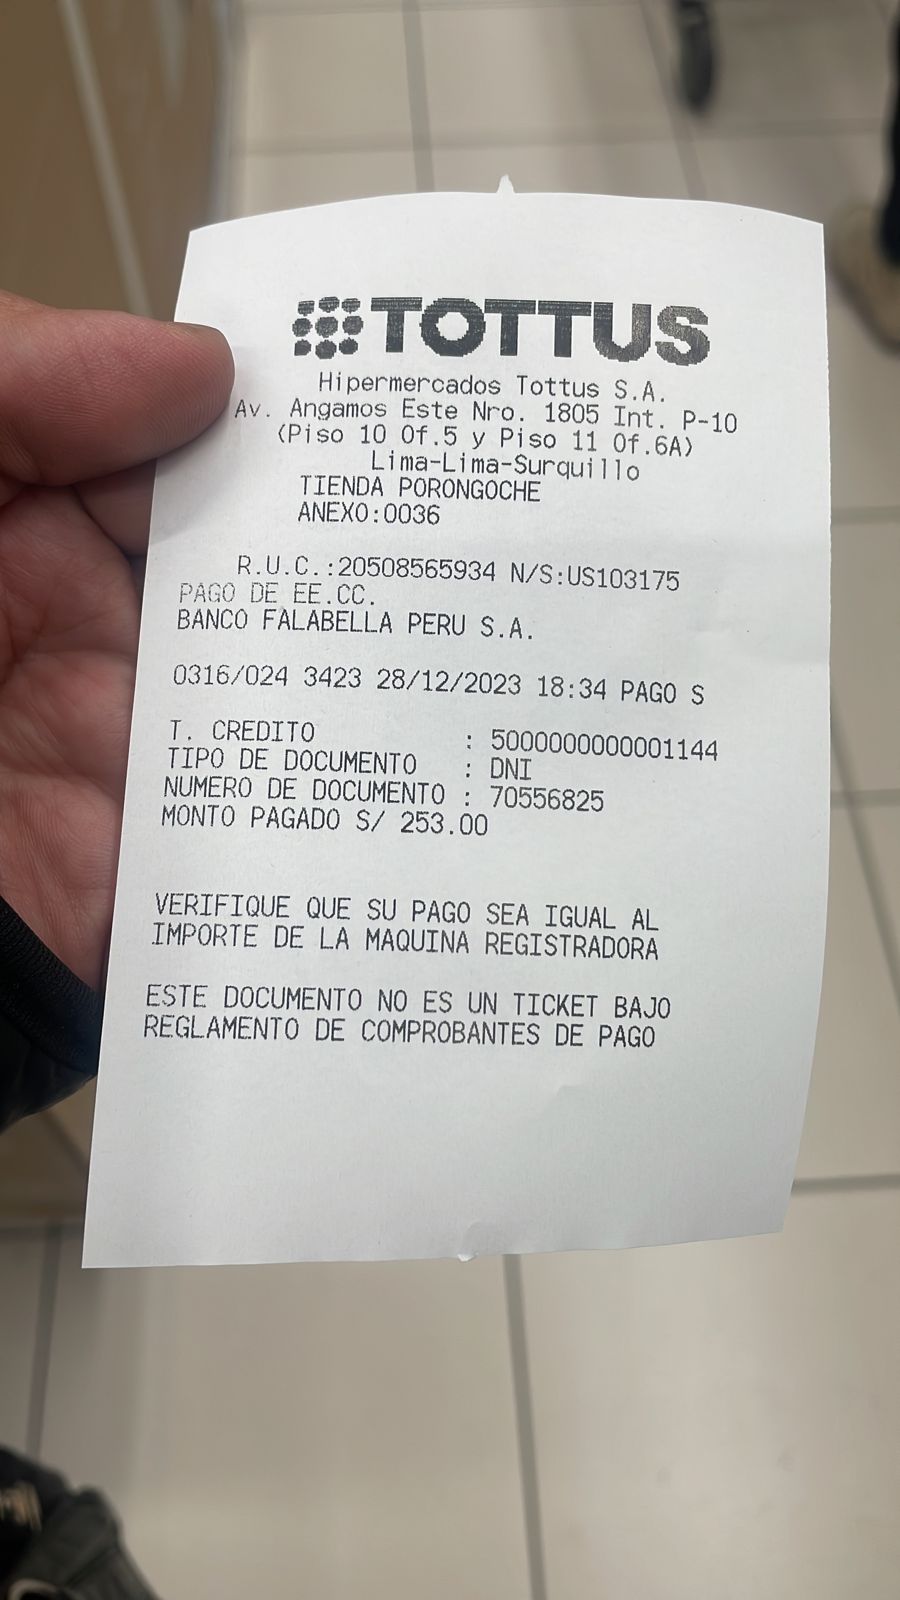 TOTTUS
Hipermercados Tottus S.A.
Av. Angamos Este Nro. 1805 Int. P-10
(Piso 10 Of.5 y Piso 11 Of.6A)
Lima-Lima-Surquillo
TIENDA PORONGOCHE
ANEXO:0036
R.U.C.:20508565934 N/S:US103175
PAGO DE EE.CC.
BANCO FALABELLA PERU S.A.
0316/024 3423 28/12/2023 18:34 PAGO S
T. CREDITO : 5000000000001144
TIPO DE DOCUMENTO : DNI
NUMERO DE DOCUMENTO : 70556825
MONTO PAGADO S/ 253.00
VERIFIQUE QUE SU PAGO SEA IGUAL AL
IMPORTE DE LA MAQUINA REGISTRADORA
ESTE DOCUMENTO NO ES UN TICKET BAJO
REGLAMENTO DE COMPROBANTES DE PAGO